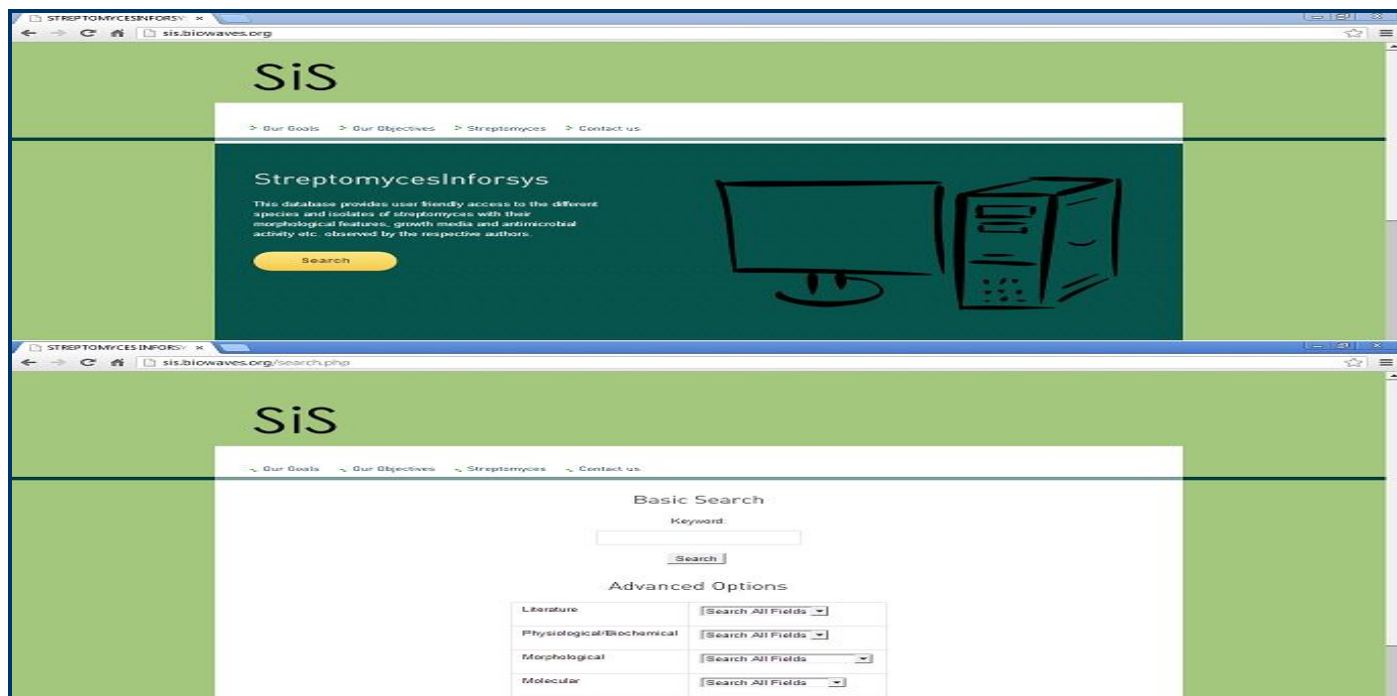 STREPTOMYCESINFORSY
sis.biowaves.org
SiS
> Our Goals > Our Objectives > Streptomyces > Contact us
StreptomycesInforsys
This database provides user friendly access to the different
species and isolates of streptomyces with their
morphological features, growth media and antimicrobial
activity etc. observed by the respective authors.
Search
STREPTOMYCES INFORSY
sis.biowaves.org/search.php
SiS
Our Goals Our Objectives Streptomyces Contact us
Basic Search
Keyword:
Search
Advanced Options
Literature Search All Fields
Physiological/Biochemical Search All Fields
Morphological Search All Fields
Molecular Search All Fields